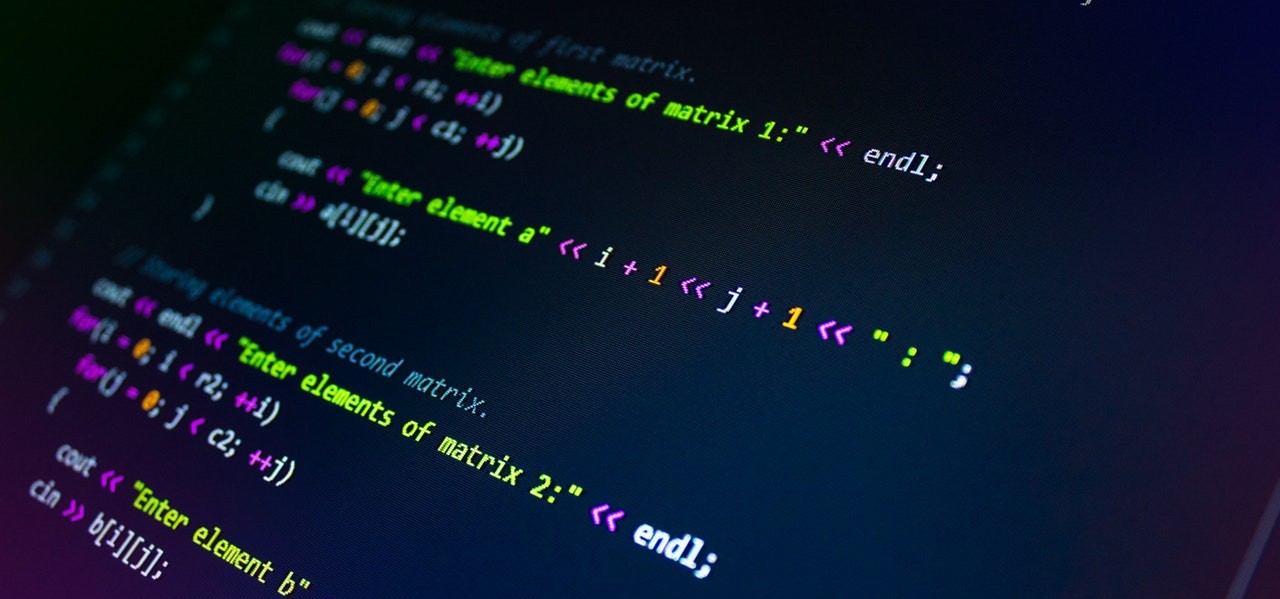 // Storing elements of first matrix.
cout << endl << "Enter elements of matrix 1:" << endl;
for(i = 0; i < r1; ++i)
for(j = 0; j < c1; ++j)
{
cout << "Enter element a" << i + 1 << j + 1 << " : ";
cin >> a[i][j];
}
// Storing elements of second matrix.
cout << endl << "Enter elements of matrix 2:" << endl;
for(i = 0; i < r2; ++i)
for(j = 0; j < c2; ++j)
{
cout << "Enter element b"
cin >> b[i][j];